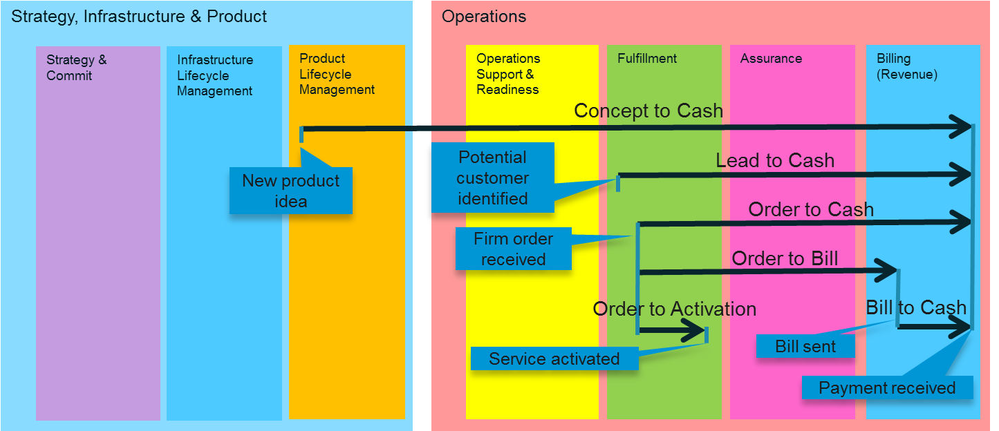 Strategy, Infrastructure & Product
Strategy &
Commit
Infrastructure
Lifecycle
Management
Product
Lifecycle
Management
New product
idea
Operations
Operations
Support &
Readiness
Fulfillment
Assurance
Billing
(Revenue)
Concept to Cash
Potential
customer
identified
Lead to Cash
Order to Cash
Firm order
received
Order to Bill
Order to Activation
Bill to Cash
Bill sent
Service activated
Payment received